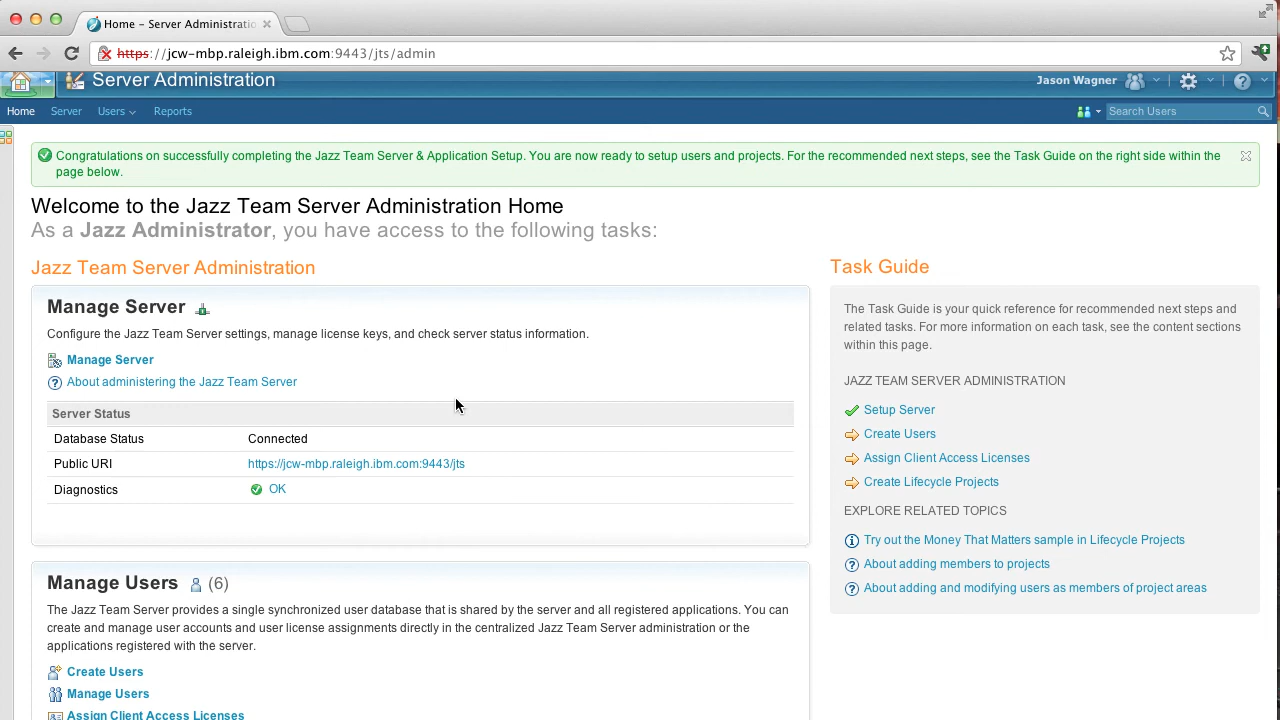 Home – Server Administratio
https://jcw-mbp.raleigh.ibm.com:9443/jts/admin
Server Administration
Jason Wagner
Home
Server
Users
Reports
Search Users
Congratulations on successfully completing the Jazz Team Server & Application Setup. You are now ready to setup users and projects. For the recommended next steps, see the Task Guide on the right side within the
page below.
Welcome to the Jazz Team Server Administration Home
As a Jazz Administrator, you have access to the following tasks:
Jazz Team Server Administration
Manage Server
Configure the Jazz Team Server settings, manage license keys, and check server status information.
Manage Server
About administering the Jazz Team Server
Server Status
Database Status Connected
Public URI https://jcw-mbp.raleigh.ibm.com:9443/jts
Diagnostics OK
Manage Users (6)
The Jazz Team Server provides a single synchronized user database that is shared by the server and all registered applications. You can
create and manage user accounts and user license assignments directly in the centralized Jazz Team Server administration or the
applications registered with the server.
Create Users
Manage Users
Assign Client Access Licenses
Task Guide
The Task Guide is your quick reference for recommended next steps and
related tasks. For more information on each task, see the content sections
within this page.
JAZZ TEAM SERVER ADMINISTRATION
Setup Server
Create Users
Assign Client Access Licenses
Create Lifecycle Projects
EXPLORE RELATED TOPICS
Try out the Money That Matters sample in Lifecycle Projects
About adding members to projects
About adding and modifying users as members of project areas